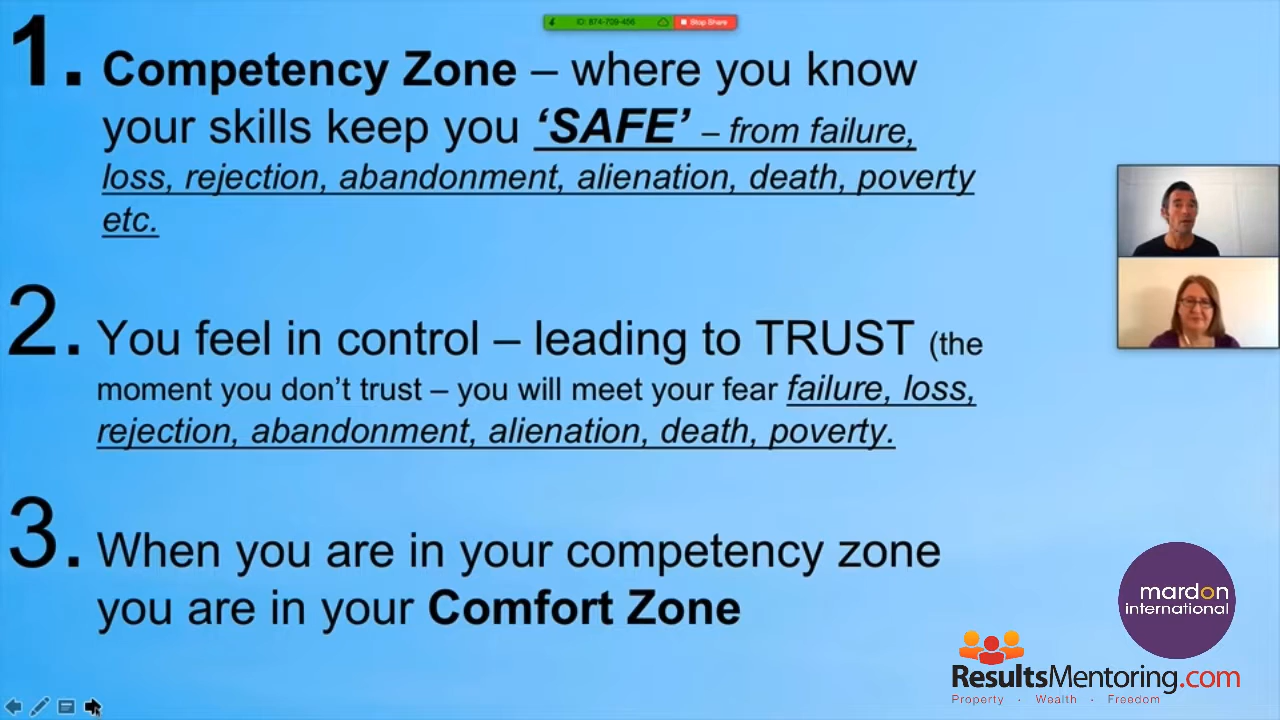 ID: 874-709-456 Stop Share
1. Competency Zone – where you know
your skills keep you ‘SAFE’ – from failure,
loss, rejection, abandonment, alienation, death, poverty
etc.
2. You feel in control – leading to TRUST (the
moment you don’t trust – you will meet your fear failure, loss,
rejection, abandonment, alienation, death, poverty.
3. When you are in your competency zone
you are in your Comfort Zone
mardon
international
ResultsMentoring.com
Property · Wealth · Freedom